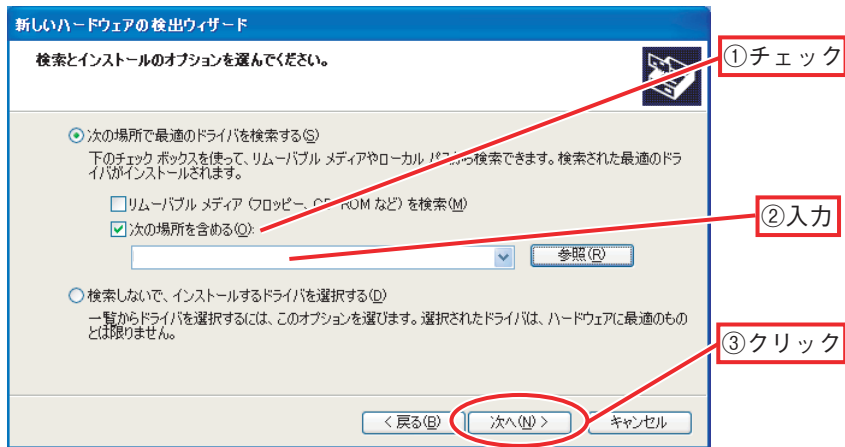 新しいハードウェアの検出ウィザード
検索とインストールのオプションを選んでください。
①チェック
次の場所で最適のドライバを検索する(S)
下のチェック ボックスを使って、リムーバブル メディアやローカル パスから検索できます。検索された最適のドラ
イバがインストールされます。
リムーバブル メディア (フロッピー、CD-ROM など) を検索(M)
次の場所を含める(O):
②入力
参照(R)
検索しないで、インストールするドライバを選択する(D)
一覧からドライバを選択するには、このオプションを選びます。選択されたドライバは、ハードウェアに最適のもの
とは限りません。
③クリック
< 戻る(B)
次へ(N) >
キャンセル